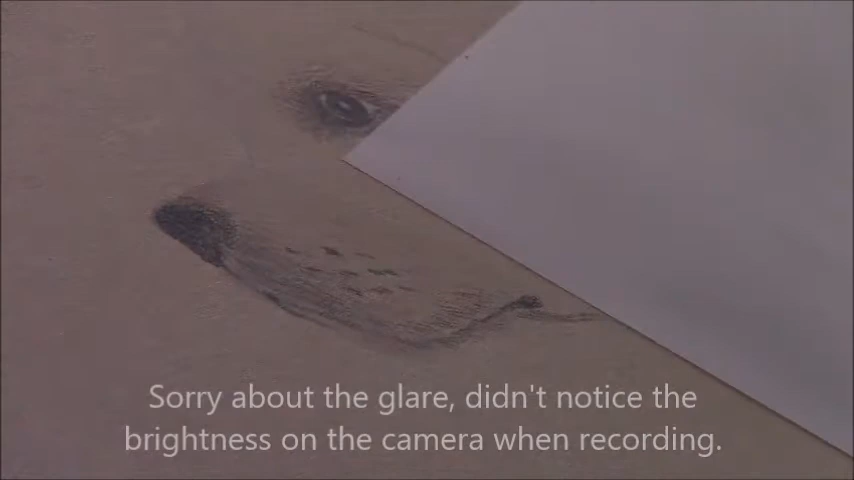 Sorry about the glare, didn't notice the
brightness on the camera when recording.